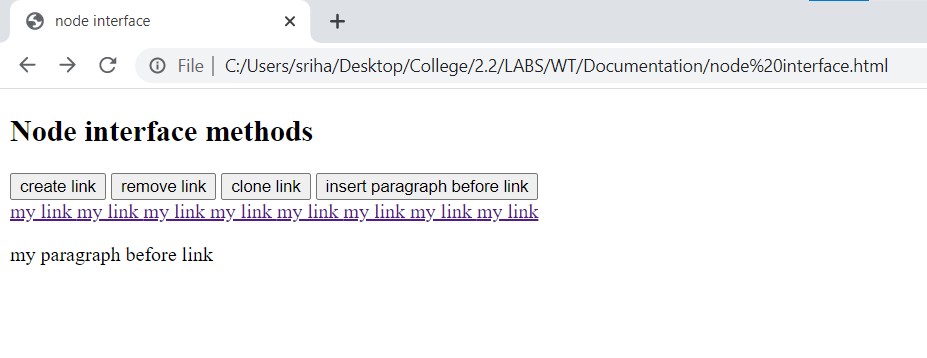 node interface
File | C:/Users/sriha/Desktop/College/2.2/LABS/WT/Documentation/node%20interface.html
Node interface methods
create link remove link clone link insert paragraph before link
my link my link my link my link my link my link my link my link
my paragraph before link